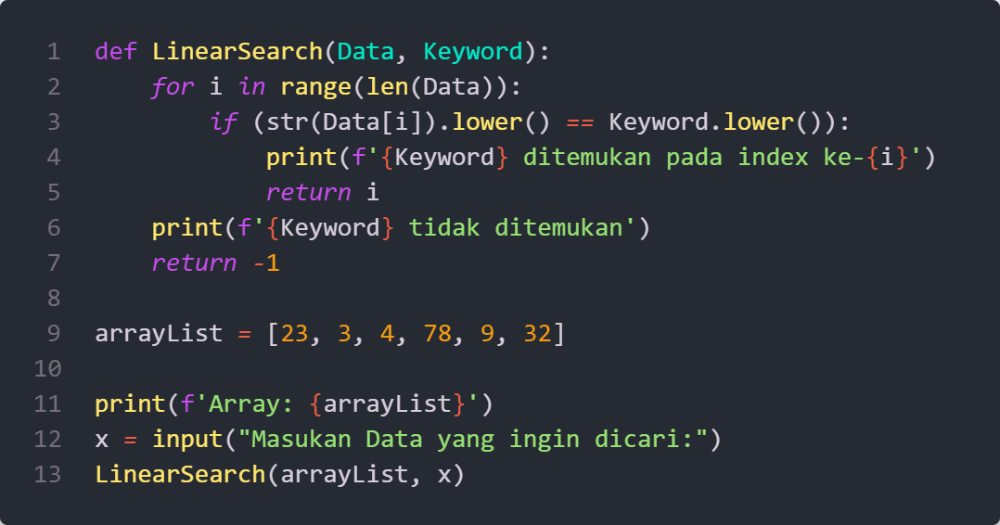 1 def LinearSearch(Data, Keyword):
2     for i in range(len(Data)):
3         if (str(Data[i]).lower() == Keyword.lower()):
4             print(f'{Keyword} ditemukan pada index ke-{i}')
5             return i
6     print(f'{Keyword} tidak ditemukan')
7     return -1
8
9 arrayList = [23, 3, 4, 78, 9, 32]
10
11 print(f'Array: {arrayList}')
12 x = input("Masukan Data yang ingin dicari:")
13 LinearSearch(arrayList, x)